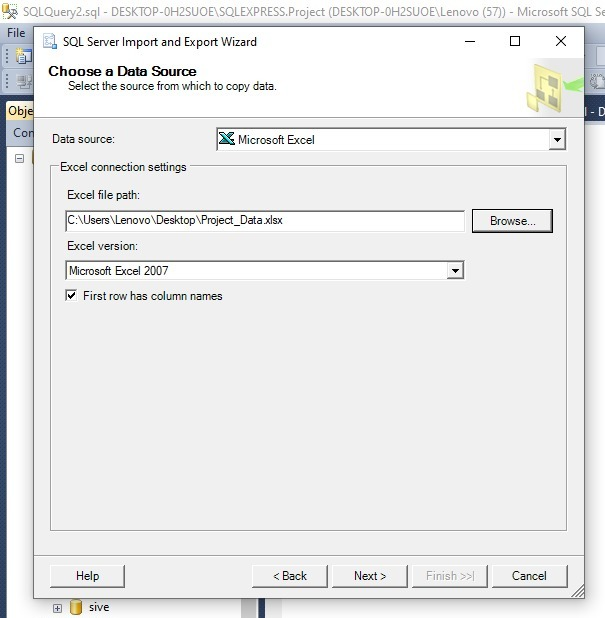 SQLQuery2.sql - DESKTOP-0H2SUOE\SQLEXPRESS.Project (DESKTOP-0H2SUOE\Lenovo (57)) - Microsoft SQL Se
File
SQL Server Import and Export Wizard
Choose a Data Source
Select the source from which to copy data.
Obje
Con
Data source:
Microsoft Excel
Excel connection settings
Excel file path:
C:\Users\Lenovo\Desktop\Project_Data.xlsx
Browse...
Excel version:
Microsoft Excel 2007
First row has column names
Help
< Back
Next >
Finish >>|
Cancel
sive